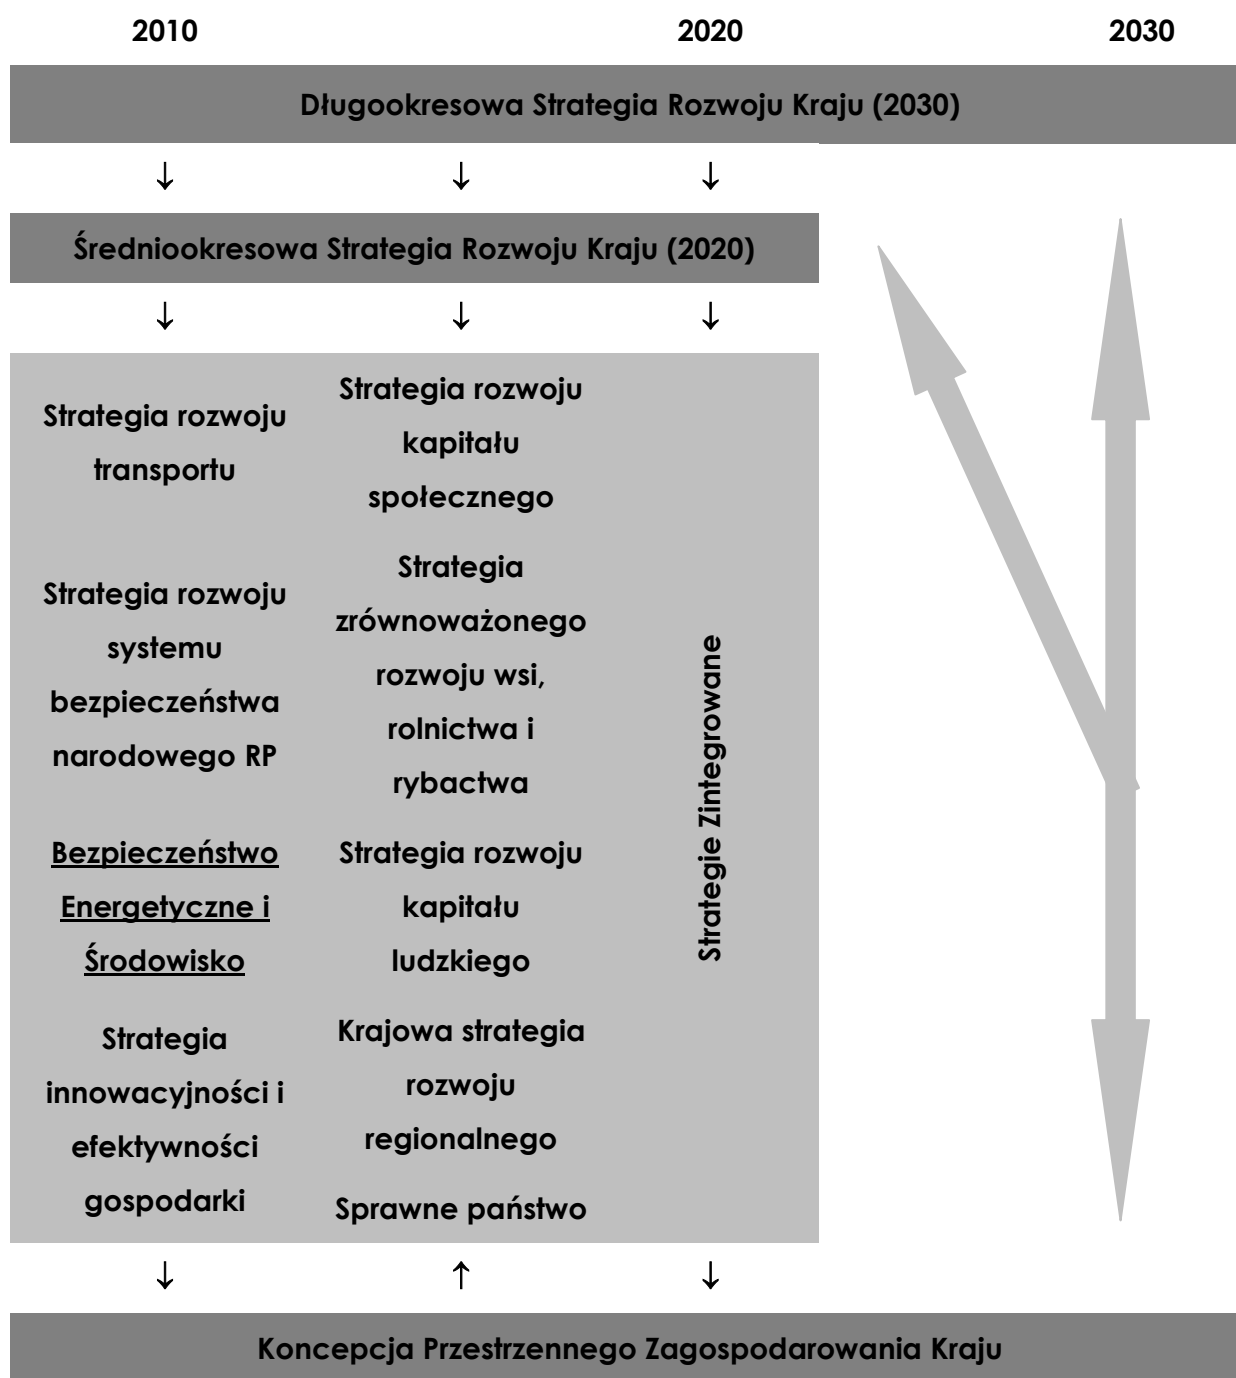 2010 2020 2030
Długookresowa Strategia Rozwoju Kraju (2030)
↓ ↓ ↓
Średniookresowa Strategia Rozwoju Kraju (2020)
↓ ↓ ↓
Strategia rozwoju
transportu
Strategia rozwoju
kapitału
społecznego
Strategia rozwoju
systemu
bezpieczeństwa
narodowego RP
Strategia
zrównoważonego
rozwoju wsi,
rolnictwa i
rybactwa
Bezpieczeństwo
Energetyczne i
Środowisko
Strategia rozwoju
kapitału
ludzkiego
Strategia
innowacyjności i
efektywności
gospodarki
Krajowa strategia
rozwoju
regionalnego
Sprawne państwo
Strategie Zintegrowane
↓ ↑ ↓
Koncepcja Przestrzennego Zagospodarowania Kraju